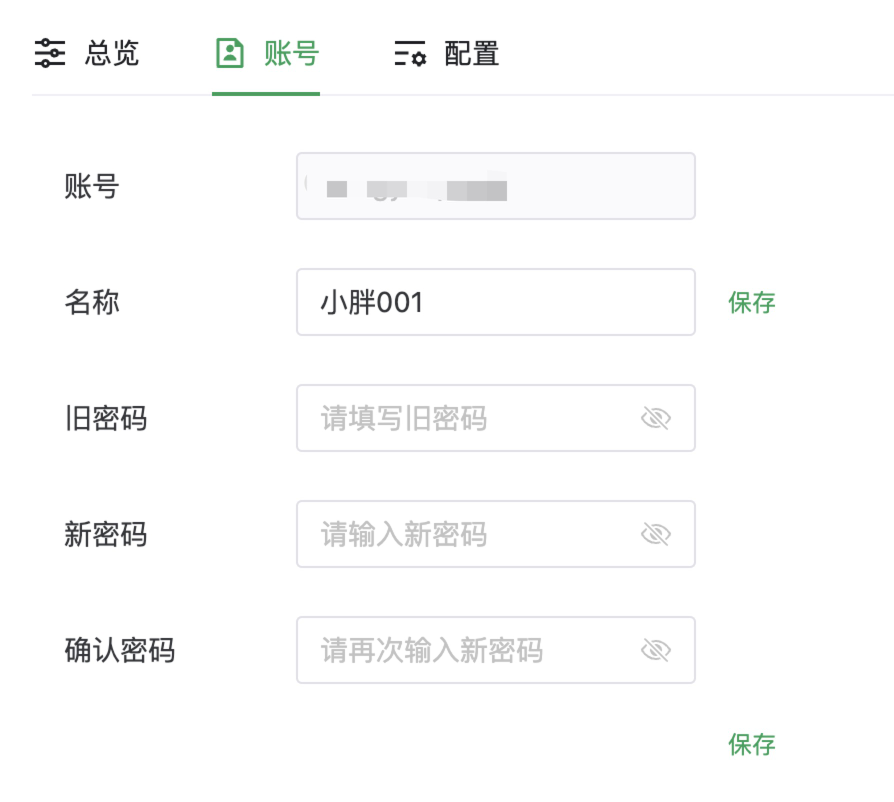 总览 账号 配置
账号
名称 小胖001 保存
旧密码 请填写旧密码
新密码 请输入新密码
确认密码 请再次输入新密码
保存